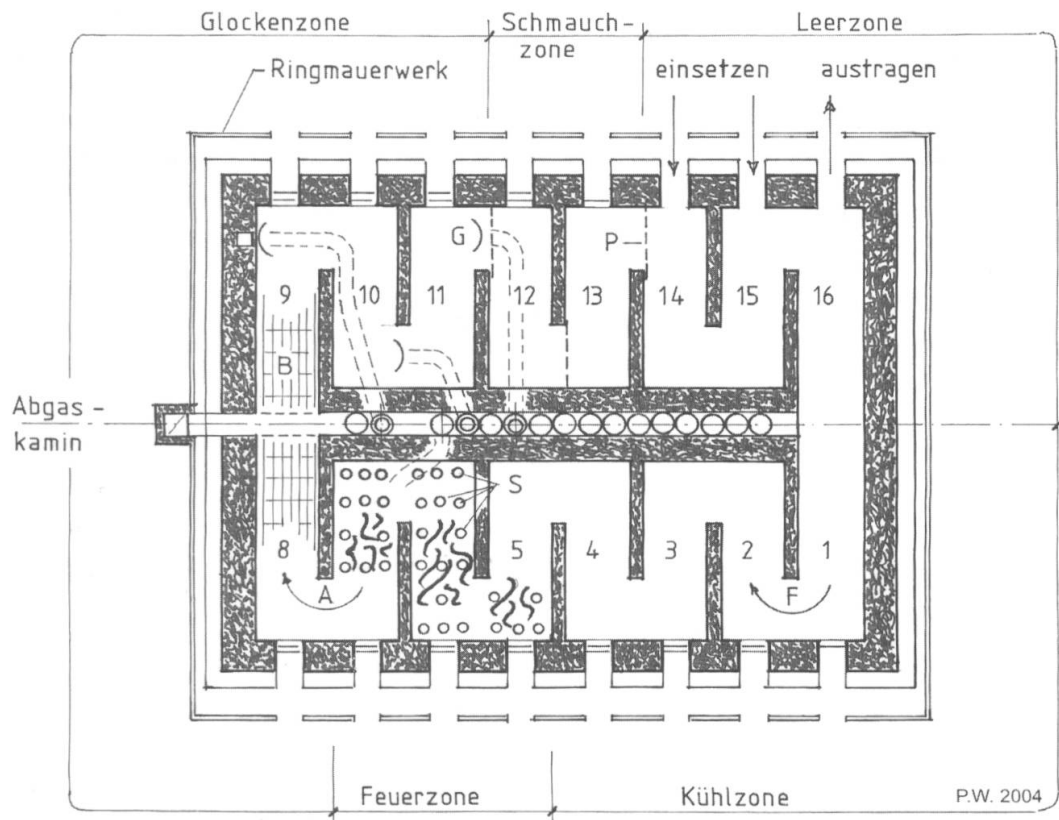 Glockenzone
Schmauch-
zone
Leerzone
Ringmauerwerk
einsetzen
austragen
G
P
9
10
11
12
13
14
15
16
B
Abgas-
kamin
S
8
5
4
3
2
1
A
F
Feuerzone
Kühlzone
P.W. 2004